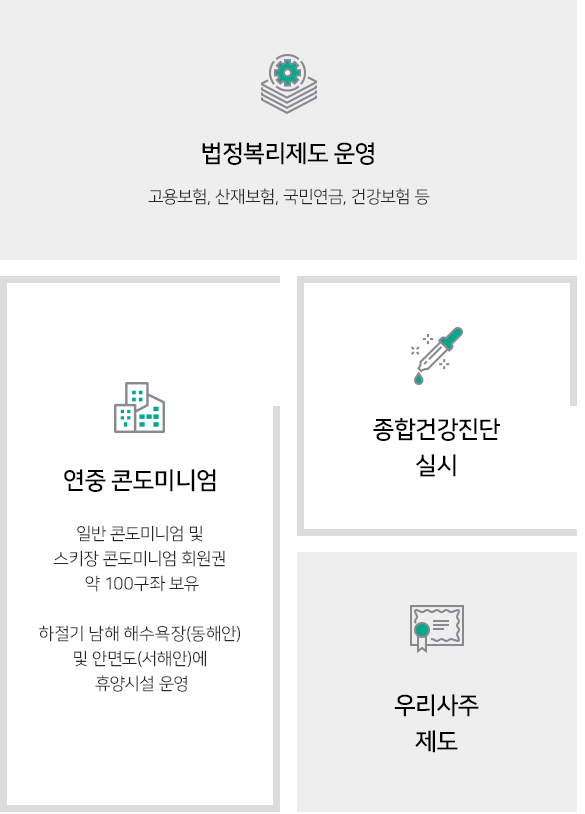 법정복리제도 운영
고용보험, 산재보험, 국민연금, 건강보험 등
연중 콘도미니엄
일반 콘도미니엄 및
스키장 콘도미니엄 회원권
약 100구좌 보유
하절기 남해 해수욕장(동해안)
및 안면도(서해안)에
휴양시설 운영
종합건강진단
실시
우리사주
제도